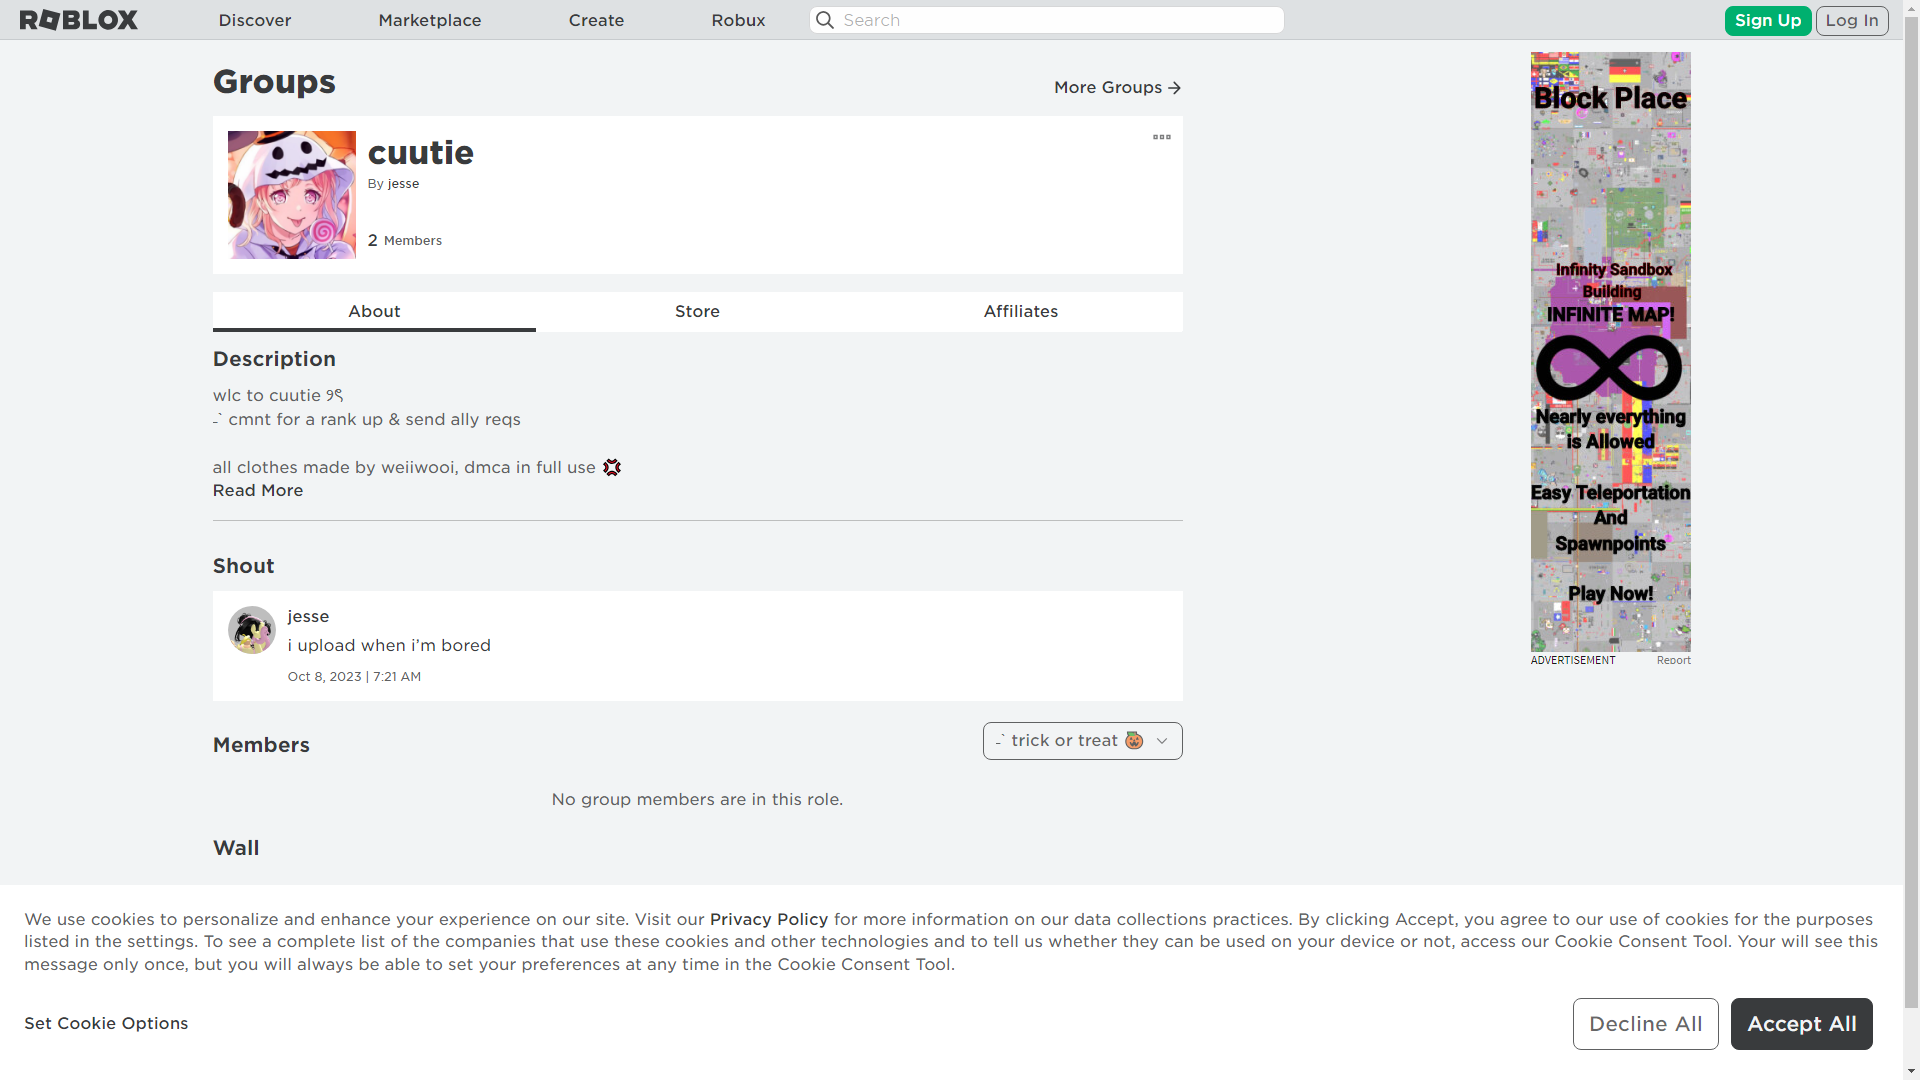 ROBLOX
Discover
Marketplace
Create
Robux
Search
Sign Up
Log In
Groups
More Groups
cuutie
By jesse
2 Members
About
Store
Affiliates
Description
wlc to cuutie ୨ৎ
˗ˋ cmnt for a rank up & send ally reqs
all clothes made by weiiwooi, dmca in full use 💢
Read More
Shout
jesse
i upload when i’m bored
Oct 8, 2023 | 7:21 AM
Members
˗ˋ trick or treat 🎃
No group members are in this role.
Wall
Block Place
Infinity Sandbox
Building
INFINITE MAP!
Nearly everything
is Allowed
Easy Teleportation
And
Spawnpoints
Play Now!
ADVERTISEMENT
Report
We use cookies to personalize and enhance your experience on our site. Visit our Privacy Policy for more information on our data collections practices. By clicking Accept, you agree to our use of cookies for the purposes
listed in the settings. To see a complete list of the companies that use these cookies and other technologies and to tell us whether they can be used on your device or not, access our Cookie Consent Tool. Your will see this
message only once, but you will always be able to set your preferences at any time in the Cookie Consent Tool.
Set Cookie Options
Decline All
Accept All